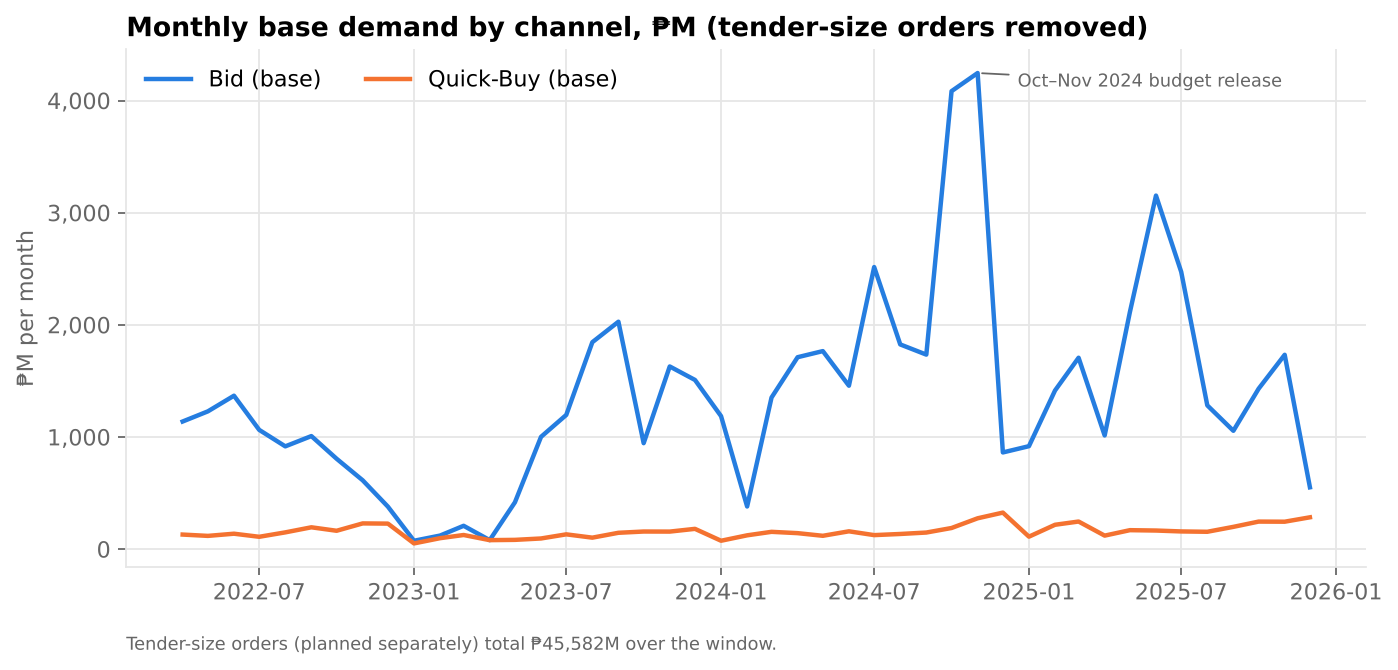 Monthly base demand by channel, ₱M (tender-size orders removed)
Bid (base)
Quick-Buy (base)
Oct–Nov 2024 budget release
4,000
3,000
2,000
1,000
0
₱M per month
2022-07
2023-01
2023-07
2024-01
2024-07
2025-01
2025-07
2026-01
Tender-size orders (planned separately) total ₱45,582M over the window.